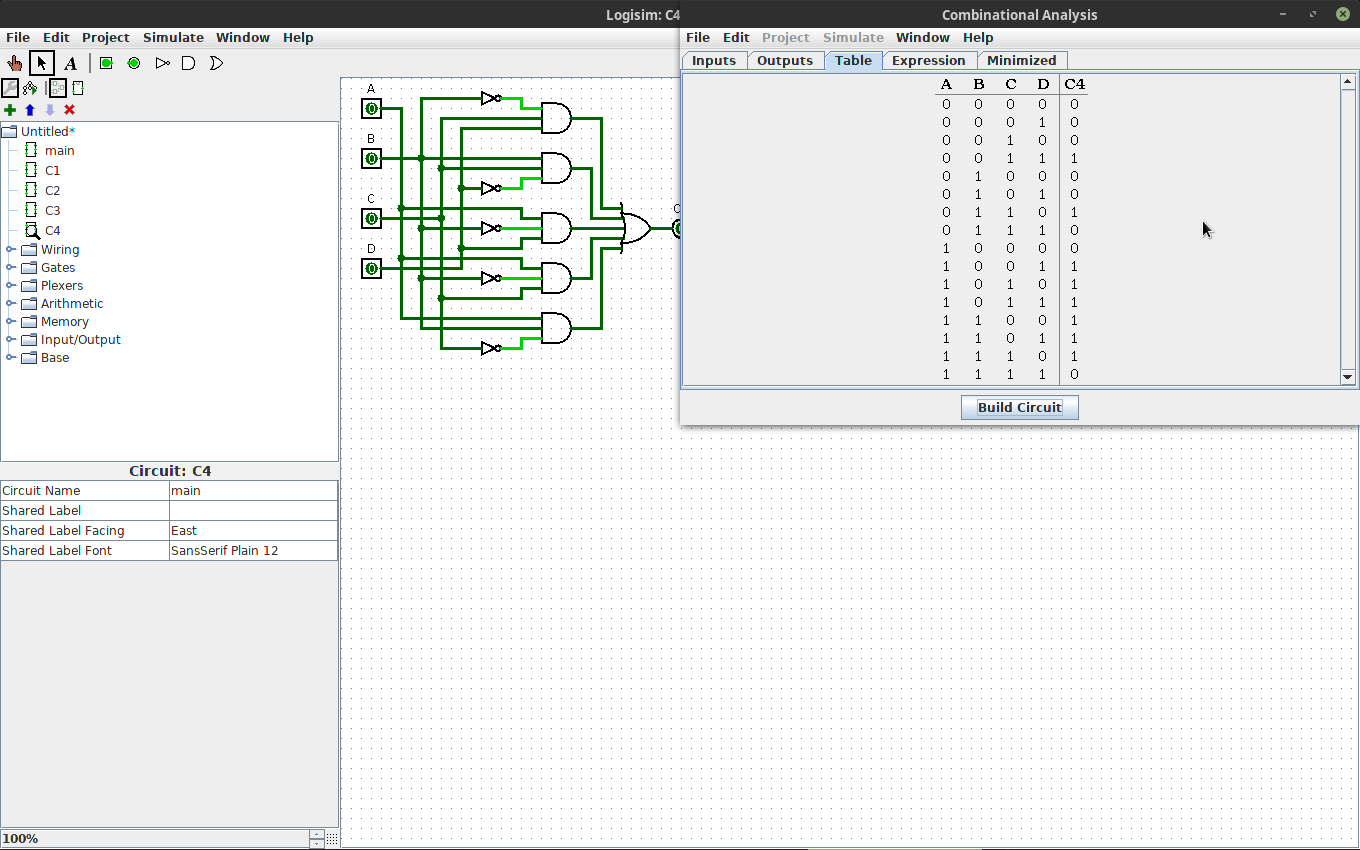 Logisim: C4
File Edit Project Simulate Window Help
A
Untitled*
main
C1
C2
C3
C4
Wiring
Gates
Plexers
Arithmetic
Memory
Input/Output
Base
Circuit: C4
Circuit Name main
Shared Label
Shared Label Facing East
Shared Label Font SansSerif Plain 12
100%
A
0
B
0
C
0
D
0
Combinational Analysis
File Edit Project Simulate Window Help
Inputs Outputs Table Expression Minimized
A B C D C4
0 0 0 0 0
0 0 0 1 0
0 0 1 0 0
0 0 1 1 1
0 1 0 0 0
0 1 0 1 0
0 1 1 0 1
0 1 1 1 0
1 0 0 0 0
1 0 0 1 1
1 0 1 0 1
1 0 1 1 1
1 1 0 0 1
1 1 0 1 1
1 1 1 0 1
1 1 1 1 0
Build Circuit